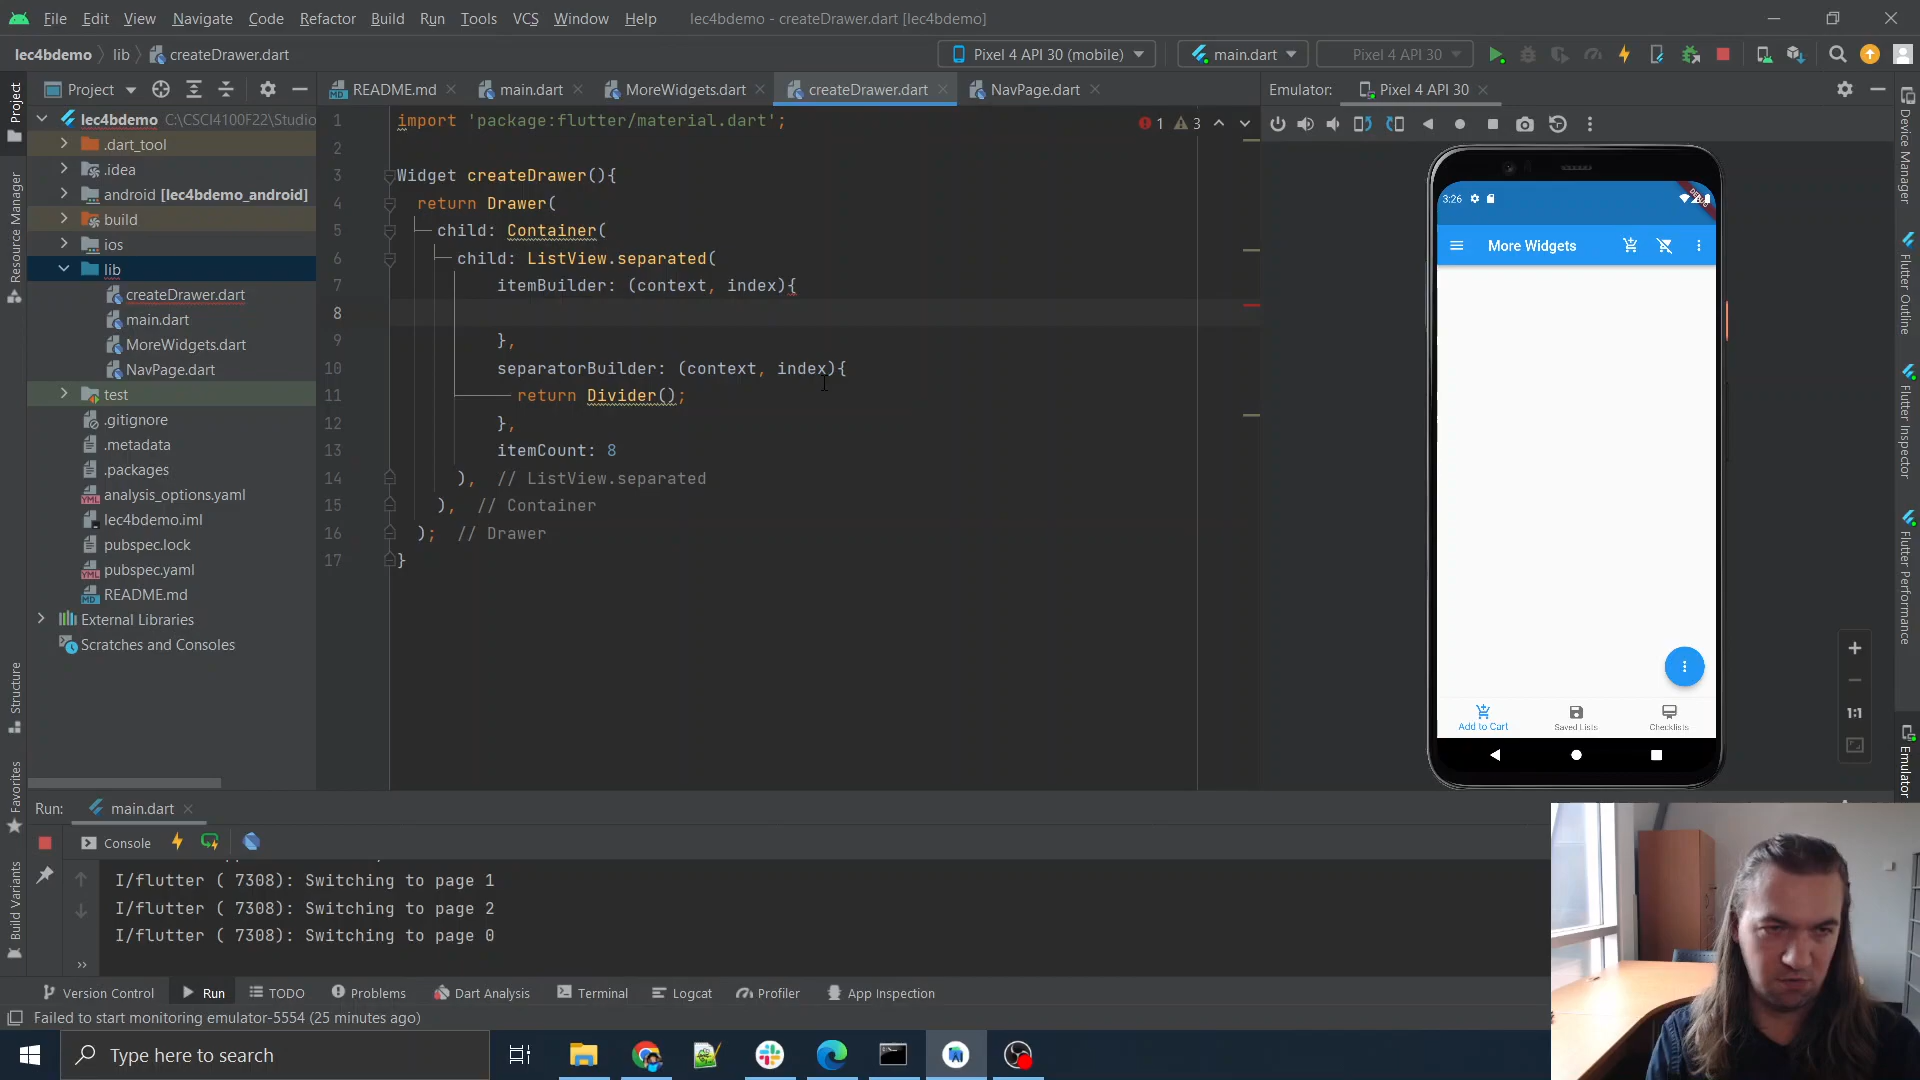 File Edit View Navigate Code Refactor Build Run Tools VCS Window Help lec4bdemo - createDrawer.dart [lec4bdemo]
lec4bdemo lib createDrawer.dart Pixel 4 API 30 (mobile) main.dart Pixel 4 API 30
Project README.md main.dart MoreWidgets.dart createDrawer.dart NavPage.dart Emulator: Pixel 4 API 30
lec4bdemo C:\CSCI4100F22\Studio
.dart_tool
.idea
android [lec4bdemo_android]
build
ios
lib
createDrawer.dart
main.dart
MoreWidgets.dart
NavPage.dart
test
.gitignore
.metadata
.packages
analysis_options.yaml
lec4bdemo.iml
pubspec.lock
pubspec.yaml
README.md
External Libraries
Scratches and Consoles
Project
Resource Manager
Structure
Favorites
Build Variants
1 import 'package:flutter/material.dart';
2
3 Widget createDrawer(){
4 return Drawer(
5 child: Container(
6 child: ListView.separated(
7 itemBuilder: (context, index){
8
9 },
10 separatorBuilder: (context, index){
11 return Divider();
12 },
13 itemCount: 8
14 ), // ListView.separated
15 ), // Container
16 ); // Drawer
17 }
1 3
3:26
More Widgets
Add to Cart Saved Lists Checklists
1:1
Device Manager
Flutter Outline
Flutter Inspector
Flutter Performance
Emulator
Run: main.dart
Console
I/flutter ( 7308): Switching to page 1
I/flutter ( 7308): Switching to page 2
I/flutter ( 7308): Switching to page 0
Version Control Run TODO Problems Dart Analysis Terminal Logcat Profiler App Inspection
Failed to start monitoring emulator-5554 (25 minutes ago)
Type here to search